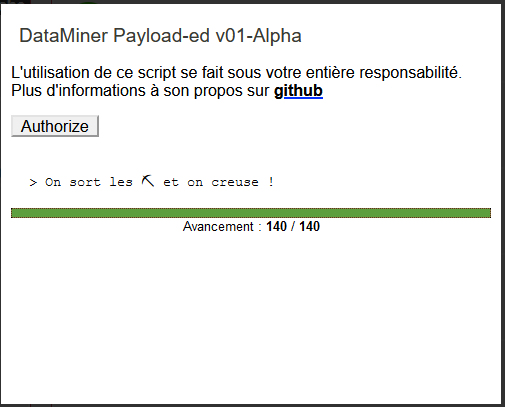 DataMiner Payload-ed v01-Alpha
L'utilisation de ce script se fait sous votre entière responsabilité.
Plus d'informations à son propos sur github
Authorize
> On sort les ⛏ et on creuse !
Avancement : 140 / 140